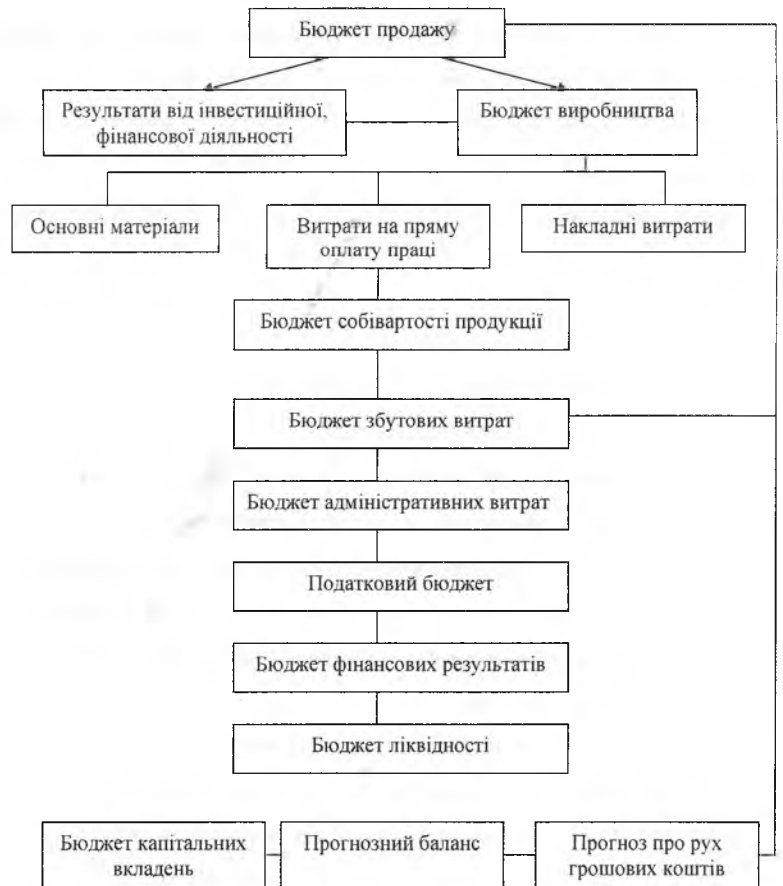 Бюджет продажу
Результати від інвестиційної,
фінансової діяльності
Бюджет виробництва
Основні матеріали
Витрати на пряму
оплату праці
Накладні витрати
Бюджет собівартості продукції
Бюджет збутових витрат
Бюджет адміністративних витрат
Податковий бюджет
Бюджет фінансових результатів
Бюджет ліквідності
Бюджет капітальних
вкладень
Прогнозний баланс
Прогноз про рух
грошових коштів